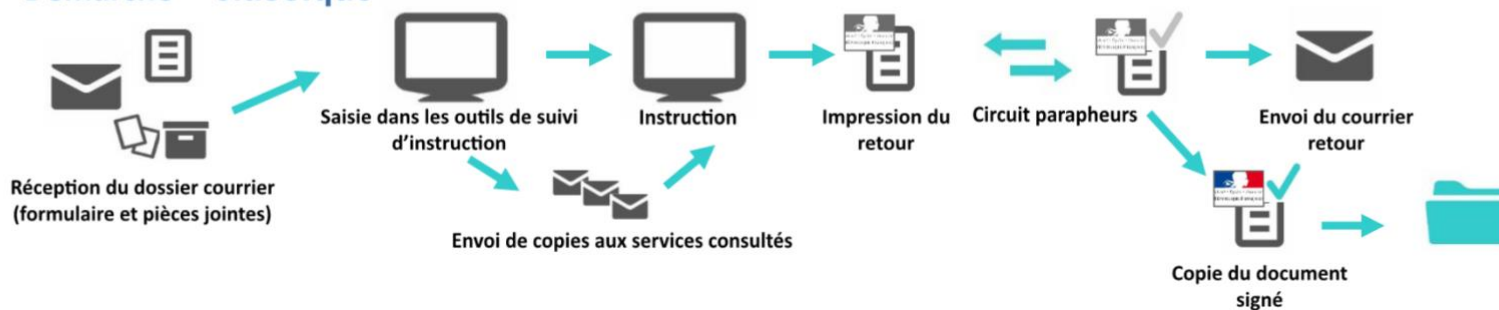 Réception du dossier courrier
(formulaire et pièces jointes)
Saisie dans les outils de suivi
d'instruction
Envoi de copies aux services consultés
Instruction
Impression du
retour
Circuit parapheurs
Envoi du courrier
retour
Copie du document
signé